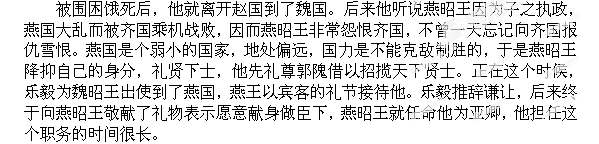 被围困饿死后，他就离开赵国到了魏国。后来他听说燕昭王因为子之执政，
燕国大乱而被齐国乘机战败，因而燕昭王非常怨恨齐国，不曾一天忘记向齐国报
仇雪恨。燕国是个弱小的国家，地处偏远，国力是不能克敌制胜的，于是燕昭王
降抑自己的身分，礼贤下士，他先礼尊郭隗借以招揽天下贤士。正在这个时候，
乐毅为魏昭王出使到了燕国，燕王以宾客的礼节接待他。乐毅推辞谦让，后来终
于向燕昭王敬献了礼物表示愿意献身做臣下，燕昭王就任命他为亚卿，他担任这
个职务的时间很长。